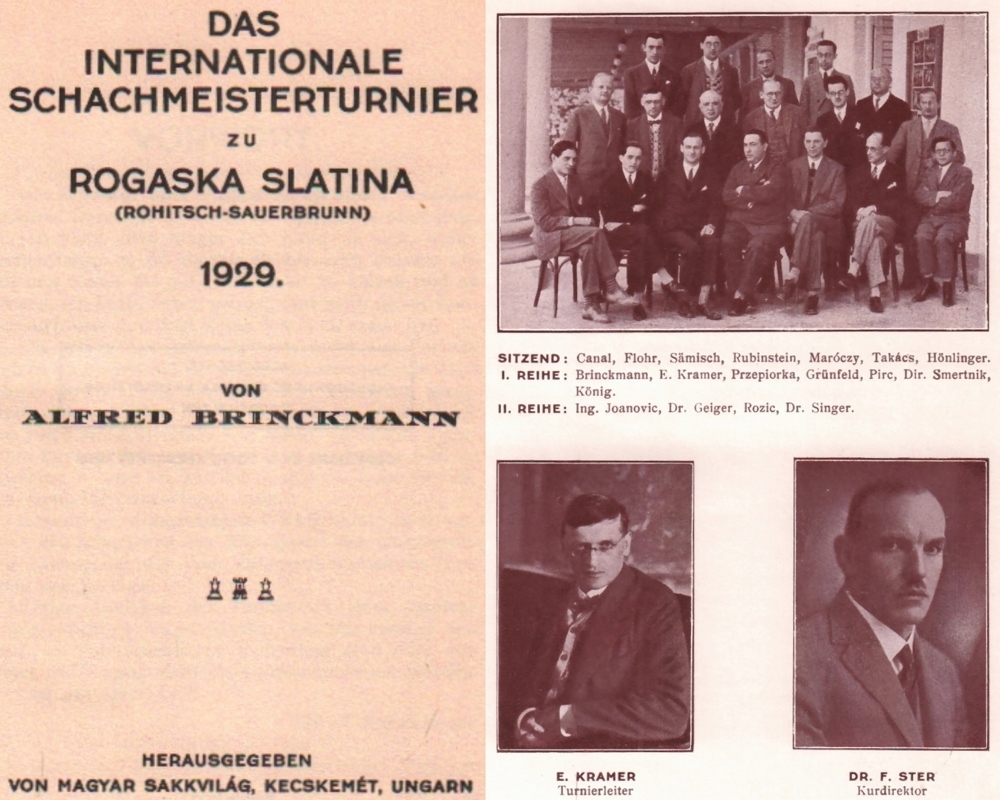 DAS
INTERNATIONALE
SCHACHMEISTERTURNIER
ZU
ROGASKA SLATINA
(ROHITSCH-SAUERBRUNN)
1929.
VON
ALFRED BRINCKMANN
HERAUSGEGEBEN
VON MAGYAR SAKKVILÁG, KECSKEMÉT, UNGARN
SITZEND: Canal, Flohr, Sämisch, Rubinstein, Maróczy, Takács, Hönlinger.
I. REIHE: Brinckmann, E. Kramer, Przepiorka, Grünfeld, Pirc, Dir. Smertnik,
König.
II. REIHE: Ing. Joanovic, Dr. Geiger, Rozic, Dr. Singer.
E. KRAMER
Turnierleiter
DR. F. STER
Kurdirektor